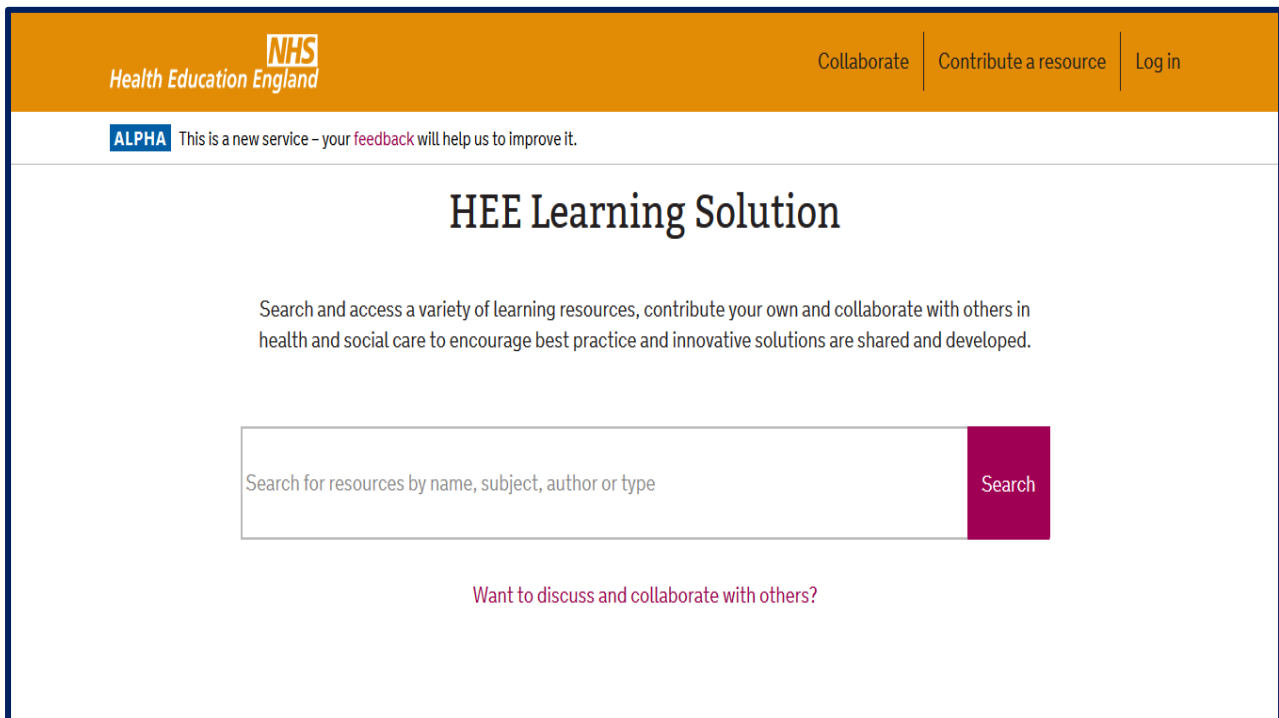 NHS
Health Education England
Collaborate
Contribute a resource
Log in
ALPHA This is a new service – your feedback will help us to improve it.
HEE Learning Solution
Search and access a variety of learning resources, contribute your own and collaborate with others in
health and social care to encourage best practice and innovative solutions are shared and developed.
Search for resources by name, subject, author or type
Search
Want to discuss and collaborate with others?